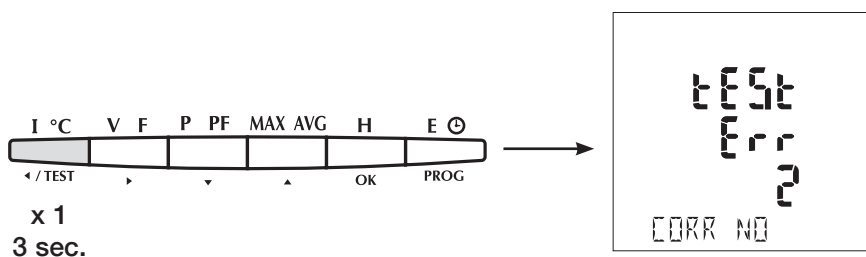 I °C V F P PF MAX AVG H E
/ TEST OK PROG
x 1
3 sec.
tESt
Err
2
CORR NO